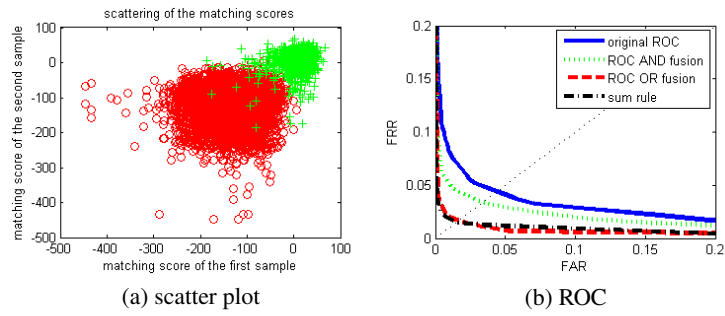 scattering of the matching scores
matching score of the second sample
100
0
-100
-200
-300
-400
-500
-500 -400 -300 -200 -100 0 100
matching score of the first sample
(a) scatter plot
FRR
0.2
0.15
0.1
0.05
0
original ROC
ROC AND fusion
ROC OR fusion
sum rule
0 0.05 0.1 0.15 0.2
FAR
(b) ROC